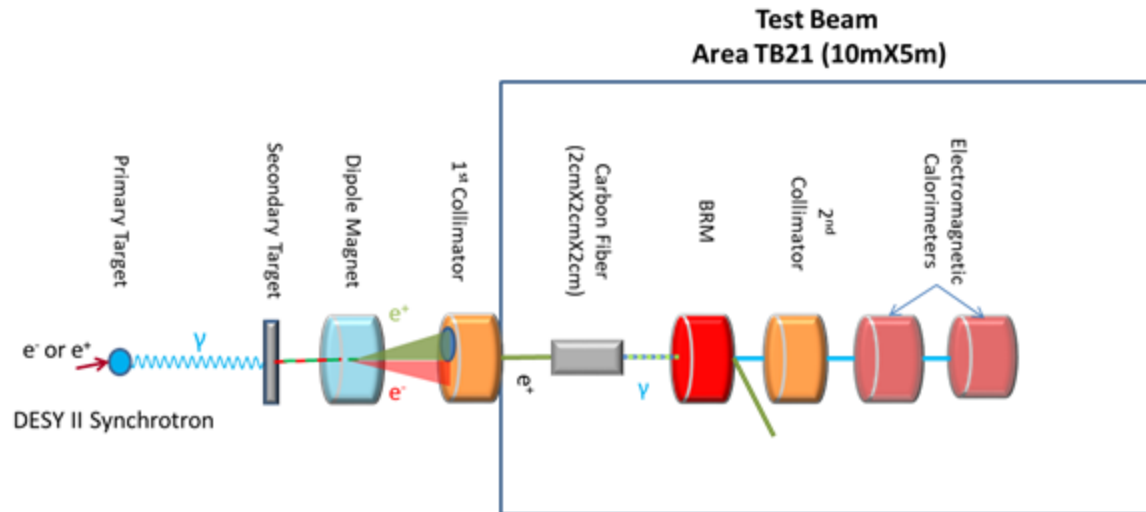 Test Beam
Area TB21 (10mX5m)
Primary Target
Secondary Target
Dipole Magnet
1st Collimator
Carbon Fiber
(2cmX2cmX2cm)
BRM
2nd
Collimator
Electromagnetic
Calorimeters
e- or e+
γ
e+
e-
e+
γ
DESY II Synchrotron